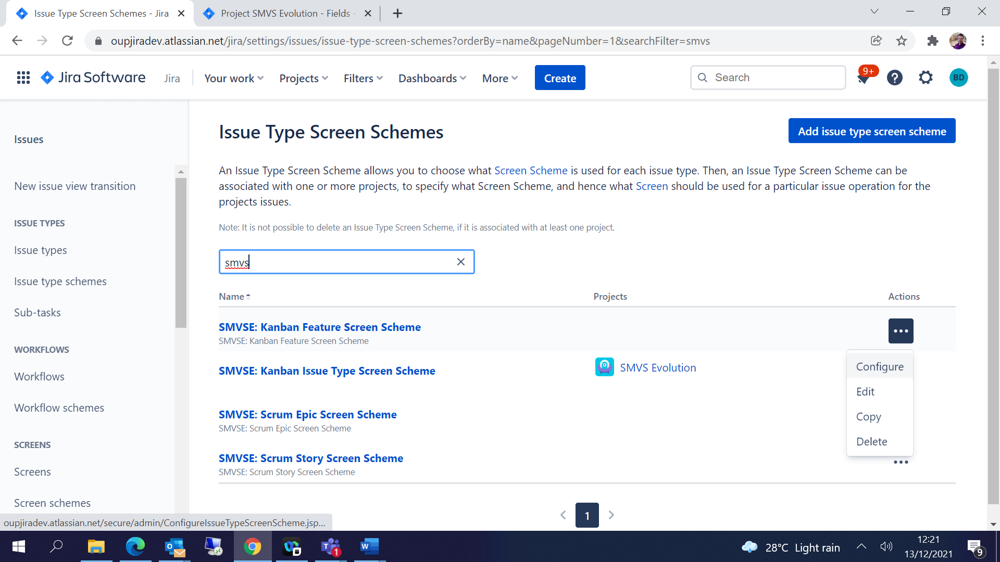 Issue Type Screen Schemes - Jira
Project SMVS Evolution - Fields -
oupjiradev.atlassian.net/jira/settings/issues/issue-type-screen-schemes?orderBy=name&pageNumber=1&searchFilter=smvs
Jira Software
Jira
Your work
Projects
Filters
Dashboards
More
Create
Search
9+
BD
Issues
New issue view transition
ISSUE TYPES
Issue types
Issue type schemes
Sub-tasks
WORKFLOWS
Workflows
Workflow schemes
SCREENS
Screens
Screen schemes
Issue Type Screen Schemes
Add issue type screen scheme
An Issue Type Screen Scheme allows you to choose what Screen Scheme is used for each issue type. Then, an Issue Type Screen Scheme can be
associated with one or more projects, to specify what Screen Scheme, and hence what Screen should be used for a particular issue operation for the
projects issues.
Note: It is not possible to delete an Issue Type Screen Scheme, if it is associated with at least one project.
smvs
Name Projects Actions
SMVSE: Kanban Feature Screen Scheme
SMVSE: Kanban Feature Screen Scheme
SMVSE: Kanban Issue Type Screen Scheme
SMVS Evolution
SMVSE: Scrum Epic Screen Scheme
SMVSE: Scrum Epic Screen Scheme
SMVSE: Scrum Story Screen Scheme
SMVSE: Scrum Story Screen Scheme
Configure
Edit
Copy
Delete
1
oupjiradev.atlassian.net/secure/admin/ConfigureIssueTypeScreenScheme.jsp...
28°C Light rain
12:21
13/12/2021
9